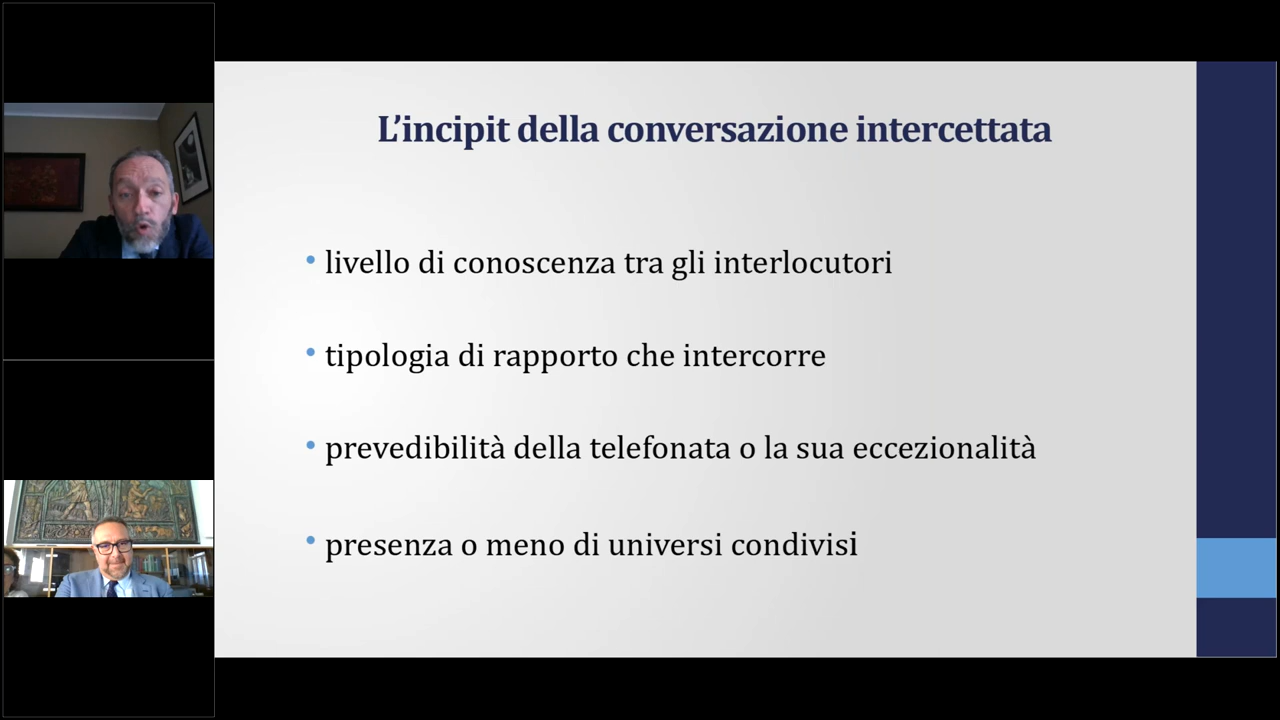 L’incipit della conversazione intercettata
• livello di conoscenza tra gli interlocutori
• tipologia di rapporto che intercorre
• prevedibilità della telefonata o la sua eccezionalità
• presenza o meno di universi condivisi